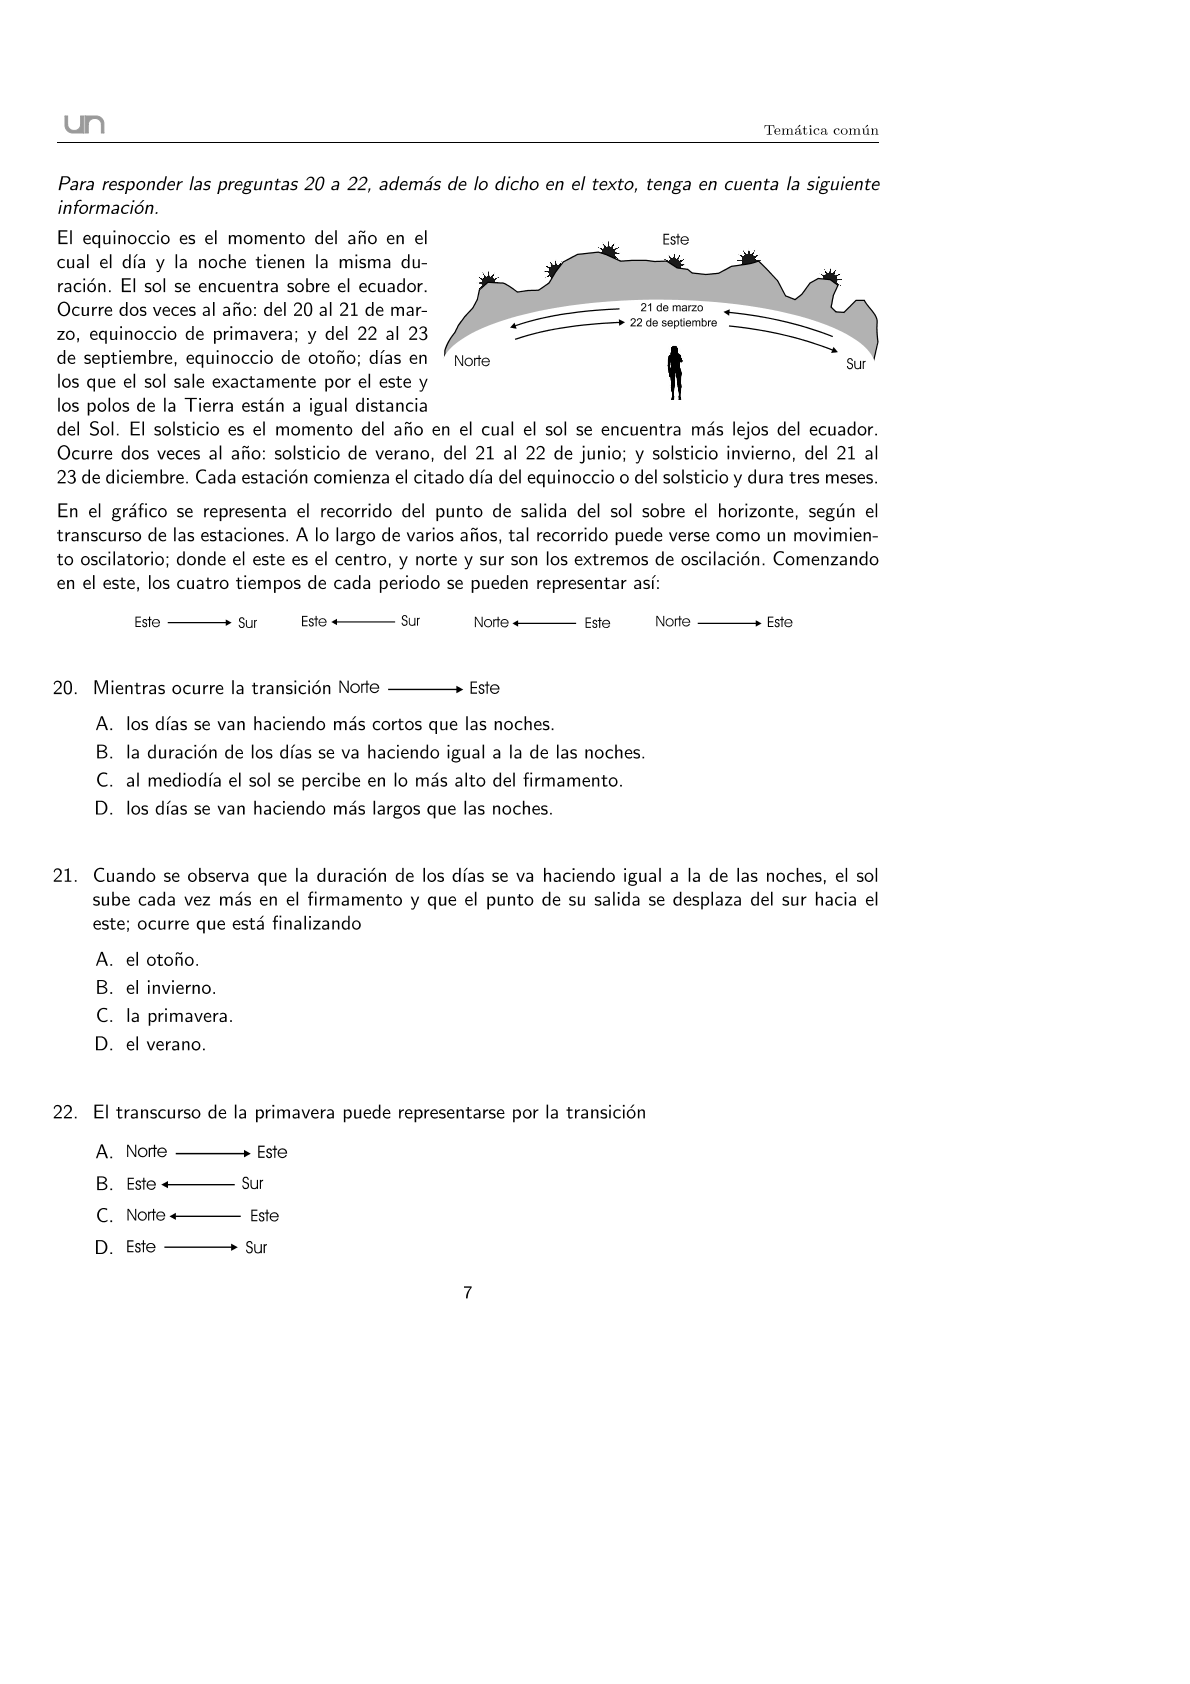 un
Temática común
Para responder las preguntas 20 a 22, además de lo dicho en el texto, tenga en cuenta la siguiente
información.
El equinoccio es el momento del año en el
cual el día y la noche tienen la misma du-
ración. El sol se encuentra sobre el ecuador.
Ocurre dos veces al año: del 20 al 21 de mar-
zo, equinoccio de primavera; y del 22 al 23
de septiembre, equinoccio de otoño; días en
los que el sol sale exactamente por el este y
los polos de la Tierra están a igual distancia
Este
21 de marzo
22 de septiembre
Norte
Sur
del Sol. El solsticio es el momento del año en el cual el sol se encuentra más lejos del ecuador.
Ocurre dos veces al año: solsticio de verano, del 21 al 22 de junio; y solsticio invierno, del 21 al
23 de diciembre. Cada estación comienza el citado día del equinoccio o del solsticio y dura tres meses.
En el gráfico se representa el recorrido del punto de salida del sol sobre el horizonte, según el
transcurso de las estaciones. A lo largo de varios años, tal recorrido puede verse como un movimien-
to oscilatorio; donde el este es el centro, y norte y sur son los extremos de oscilación. Comenzando
en el este, los cuatro tiempos de cada periodo se pueden representar así:
Este → Sur Este ← Sur Norte ← Este Norte → Este
20. Mientras ocurre la transición Norte → Este
A. los días se van haciendo más cortos que las noches.
B. la duración de los días se va haciendo igual a la de las noches.
C. al mediodía el sol se percibe en lo más alto del firmamento.
D. los días se van haciendo más largos que las noches.
21. Cuando se observa que la duración de los días se va haciendo igual a la de las noches, el sol
sube cada vez más en el firmamento y que el punto de su salida se desplaza del sur hacia el
este; ocurre que está finalizando
A. el otoño.
B. el invierno.
C. la primavera.
D. el verano.
22. El transcurso de la primavera puede representarse por la transición
A. Norte → Este
B. Este ← Sur
C. Norte ← Este
D. Este → Sur
7